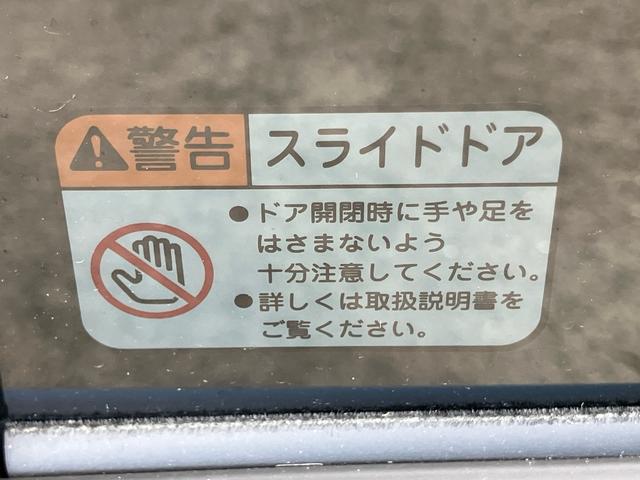 警告 スライドドア
●ドア開閉時に手や足を
はさまないよう
十分注意してください。
●詳しくは取扱説明書を
ご覧ください。